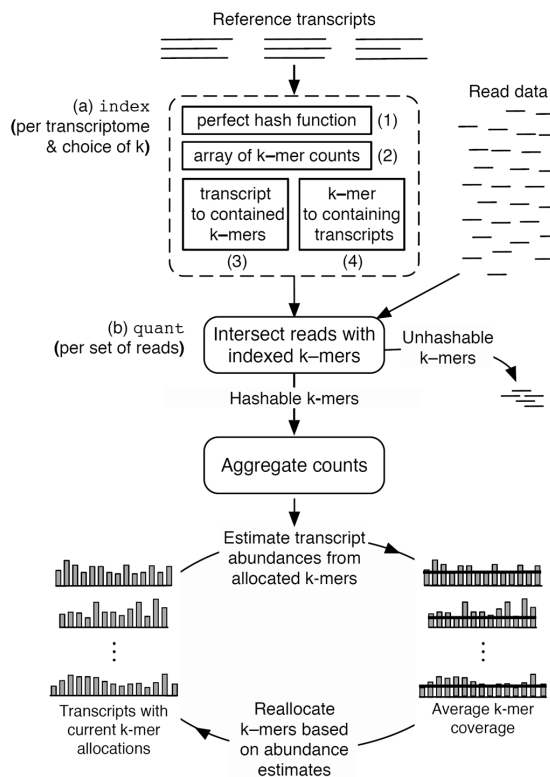 Reference transcripts
Read data
(a) index
(per transcriptome
& choice of k)
perfect hash function
(1)
array of k–mer counts
(2)
transcript
to contained
k–mers
(3)
k–mer
to containing
transcripts
(4)
(b) quant
(per set of reads)
Intersect reads with
indexed k–mers
Unhashable
k–mers
Hashable k-mers
Aggregate counts
Estimate transcript
abundances from
allocated k-mers
Transcripts with
current k-mer
allocations
Reallocate
k–mers based
on abundance
estimates
Average k-mer
coverage